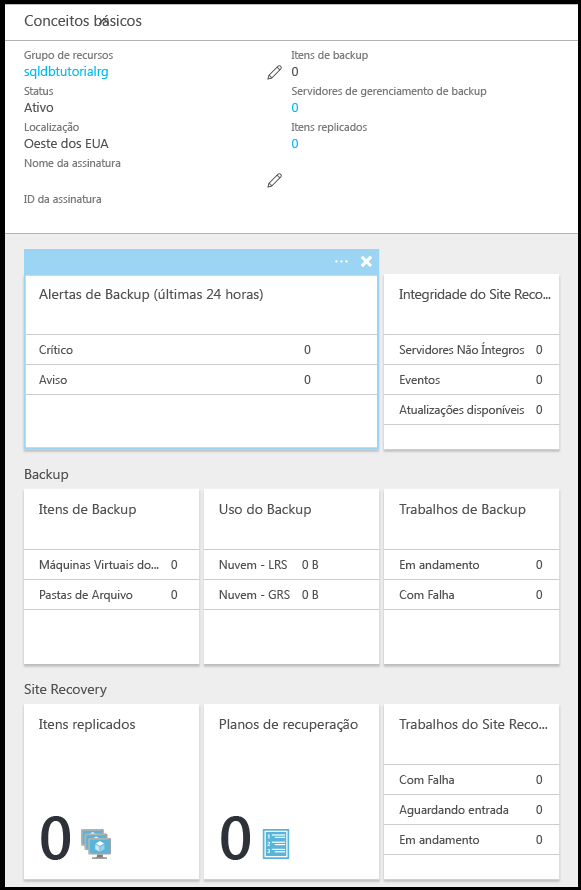 Conceitos básicos
Grupo de recursos
sqldbtutorialrg
Status
Ativo
Localização
Oeste dos EUA
Nome da assinatura
ID da assinatura
Itens de backup
0
Servidores de gerenciamento de backup
0
Itens replicados
0
Alertas de Backup (últimas 24 horas)
Crítico 0
Aviso 0
Integridade do Site Reco...
Servidores Não Íntegros 0
Eventos 0
Atualizações disponíveis 0
Backup
Itens de Backup
Máquinas Virtuais do... 0
Pastas de Arquivo 0
Uso do Backup
Nuvem - LRS 0 B
Nuvem - GRS 0 B
Trabalhos de Backup
Em andamento 0
Com Falha 0
Site Recovery
Itens replicados
0
Planos de recuperação
0
Trabalhos do Site Reco...
Com Falha 0
Aguardando entrada 0
Em andamento 0